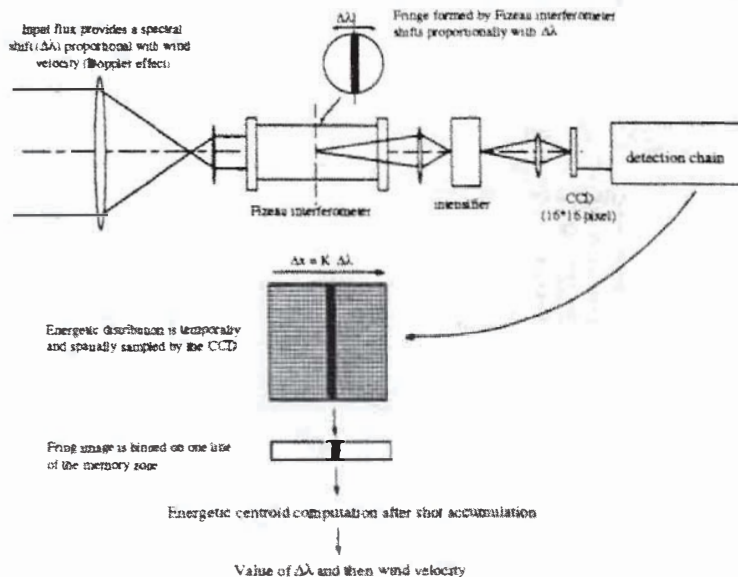 Input flux provides a spectral
shift(Δλ) proportional with wind
velocity (Doppler effect)
Δλ
Fringe formed by Fizeau interferometer
shifts proportionally with Δλ
Fizeau interferometer
intensifier
CCD
(16*16 pixel)
detection chain
Δx = K Δλ
Energetic distribution is temporally
and spatially sampled by the CCD
Fring image is binned on one line
of the memory zone
Energetic centroid computation after shot accumulation
Value of Δλ and then wind velocity